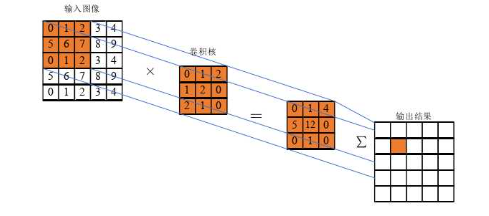 输入图像
0 1 2 3 4
5 6 7 8 9
0 1 2 3 4
5 6 7 8 9
0 1 2 3 4
×
卷积核
0 1 2
1 2 0
2 1 0
=
0 1 4
5 12 0
0 1 0
Σ
输出结果